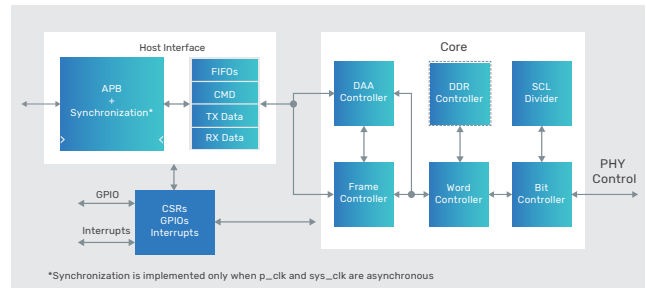 Host Interface
APB
+
Synchronization*
FIFOs
CMD
TX Data
RX Data
GPIO
Interrupts
CSRs
GPIOs
Interrupts
Core
DAA
Controller
DDR
Controller
SCL
Divider
Frame
Controller
Word
Controller
Bit
Controller
PHY
Control
*Synchronization is implemented only when p_clk and sys_clk are asynchronous